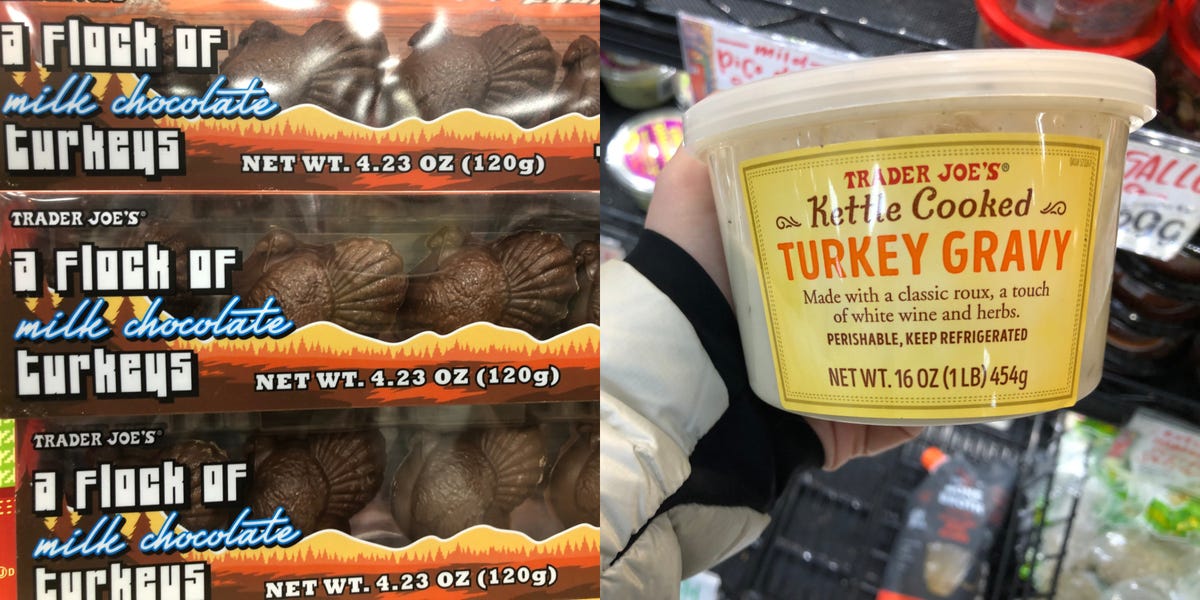 a FLOCK OF
milk chocolate
turkeys
NET WT. 4.23 OZ (120g)
TRADER JOE'S®
a FLOCK OF
milk chocolate
turkeys
NET WT. 4.23 OZ (120g)
TRADER JOE'S®
a FLOCK OF
milk chocolate
turkeys
NET WT. 4.23 OZ (120g)
mild
Pico
TRADER JOE'S®
Kettle Cooked
TURKEY GRAVY
Made with a classic roux, a touch
of white wine and herbs.
PERISHABLE, KEEP REFRIGERATED
NET WT. 16 OZ (1 LB) 454g